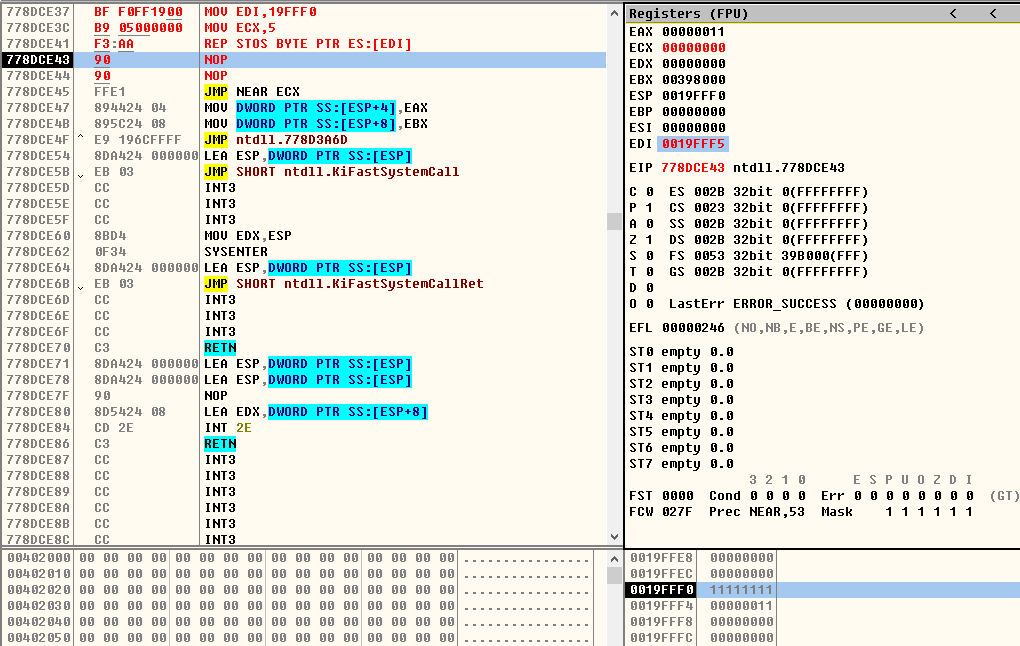 778DCE37 BF F0FF1900 MOV EDI,19FFF0
778DCE3C B9 05000000 MOV ECX,5
778DCE41 F3:AA REP STOS BYTE PTR ES:[EDI]
778DCE43 90 NOP
778DCE44 90 NOP
778DCE45 FFE1 JMP NEAR ECX
778DCE47 894424 04 MOV DWORD PTR SS:[ESP+4],EAX
778DCE4B 895C24 08 MOV DWORD PTR SS:[ESP+8],EBX
778DCE4F ^ E9 196CFFFF JMP ntdll.778D3A6D
778DCE54 8DA424 000000 LEA ESP,DWORD PTR SS:[ESP]
778DCE5B EB 03 JMP SHORT ntdll.KiFastSystemCall
778DCE5D CC INT3
778DCE5E CC INT3
778DCE5F CC INT3
778DCE60 8BD4 MOV EDX,ESP
778DCE62 0F34 SYSENTER
778DCE64 8DA424 000000 LEA ESP,DWORD PTR SS:[ESP]
778DCE6B EB 03 JMP SHORT ntdll.KiFastSystemCallRet
778DCE6D CC INT3
778DCE6E CC INT3
778DCE6F CC INT3
778DCE70 C3 RETN
778DCE71 8DA424 000000 LEA ESP,DWORD PTR SS:[ESP]
778DCE78 8DA424 000000 LEA ESP,DWORD PTR SS:[ESP]
778DCE7F 90 NOP
778DCE80 8D5424 08 LEA EDX,DWORD PTR SS:[ESP+8]
778DCE84 CD 2E INT 2E
778DCE86 C3 RETN
778DCE87 CC INT3
778DCE88 CC INT3
778DCE89 CC INT3
778DCE8A CC INT3
778DCE8B CC INT3
778DCE8C CC INT3
Registers (FPU) < <
EAX 00000011
ECX 00000000
EDX 00000000
EBX 00398000
ESP 0019FFF0
EBP 00000000
ESI 00000000
EDI 0019FFF5
EIP 778DCE43 ntdll.778DCE43
C 0 ES 002B 32bit 0(FFFFFFFF)
P 1 CS 0023 32bit 0(FFFFFFFF)
A 0 SS 002B 32bit 0(FFFFFFFF)
Z 1 DS 002B 32bit 0(FFFFFFFF)
S 0 FS 0053 32bit 39B000(FFF)
T 0 GS 002B 32bit 0(FFFFFFFF)
D 0
O 0 LastErr ERROR_SUCCESS (00000000)
EFL 00000246 (NO,NB,E,BE,NS,PE,GE,LE)
ST0 empty 0.0
ST1 empty 0.0
ST2 empty 0.0
ST3 empty 0.0
ST4 empty 0.0
ST5 empty 0.0
ST6 empty 0.0
ST7 empty 0.0
3 2 1 0 E S P U O Z D I
FST 0000 Cond 0 0 0 0 Err 0 0 0 0 0 0 0 0 (GT)
FCW 027F Prec NEAR,53 Mask 1 1 1 1 1 1
00402000 00 00 00 00 00 00 00 00 00 00 00 00 00 00 00 00 ................
00402010 00 00 00 00 00 00 00 00 00 00 00 00 00 00 00 00 ................
00402020 00 00 00 00 00 00 00 00 00 00 00 00 00 00 00 00 ................
00402030 00 00 00 00 00 00 00 00 00 00 00 00 00 00 00 00 ................
00402040 00 00 00 00 00 00 00 00 00 00 00 00 00 00 00 00 ................
00402050 00 00 00 00 00 00 00 00 00 00 00 00 00 00 00 00 ................
0019FFE8 00000000
0019FFEC 00000000
0019FFF0 11111111
0019FFF4 00000011
0019FFF8 00000000
0019FFFC 00000000